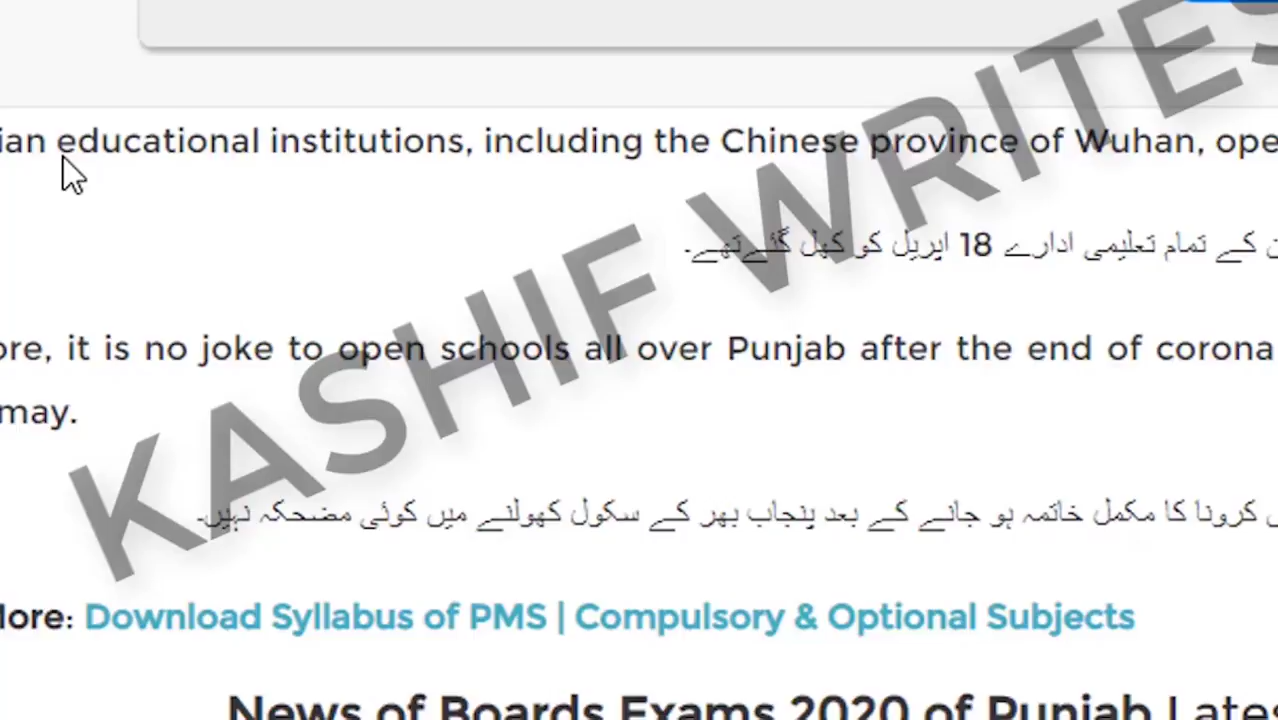 ian educational institutions, including the Chinese province of Wuhan, ope
ن کے تمام تعلیمی ادارے 18 اپریل کو کھل گئے تھے۔
ore, it is no joke to open schools all over Punjab after the end of corona
may.
کرونا کا مکمل خاتمہ ہو جانے کے بعد پنجاب بھر کے سکول کھولنے میں کوئی مضحکہ نہیں۔
More: Download Syllabus of PMS | Compulsory & Optional Subjects
News of Boards Exams 2020 of Punjab Lates
KASHIF WRITES